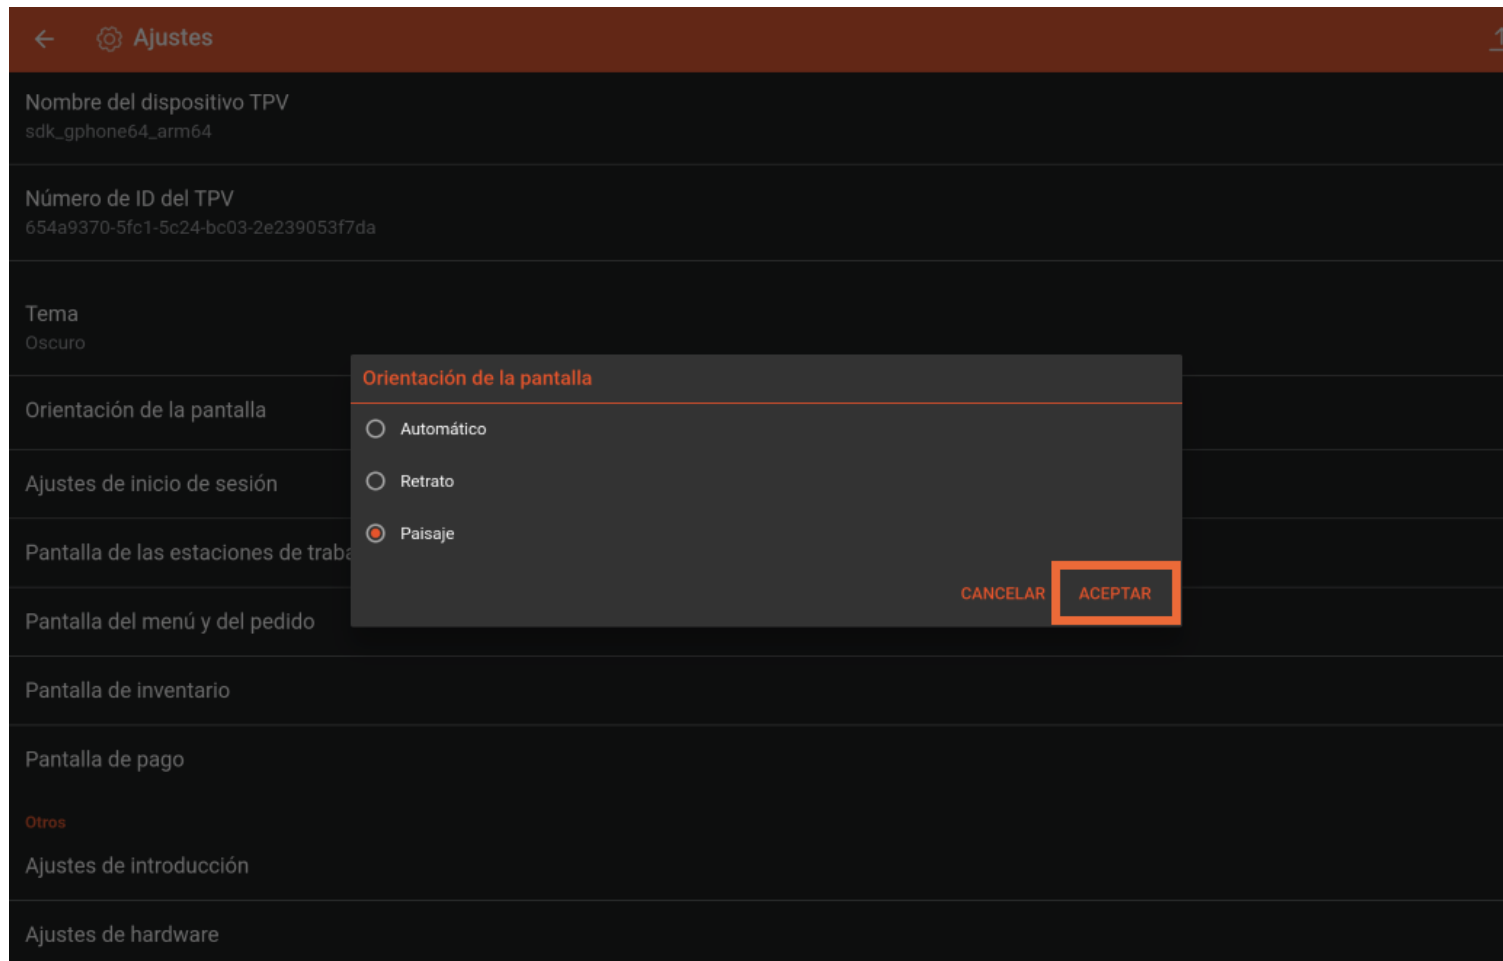 Ajustes
Nombre del dispositivo TPV
sdk_gphone64_arm64
Número de ID del TPV
654a9370-5fc1-5c24-bc03-2e239053f7da
Tema
Oscuro
Orientación de la pantalla
Ajustes de inicio de sesión
Pantalla de las estaciones de traba
Pantalla del menú y del pedido
Pantalla de inventario
Pantalla de pago
Otros
Ajustes de introducción
Ajustes de hardware
Orientación de la pantalla
Automático
Retrato
Paisaje
CANCELAR ACEPTAR